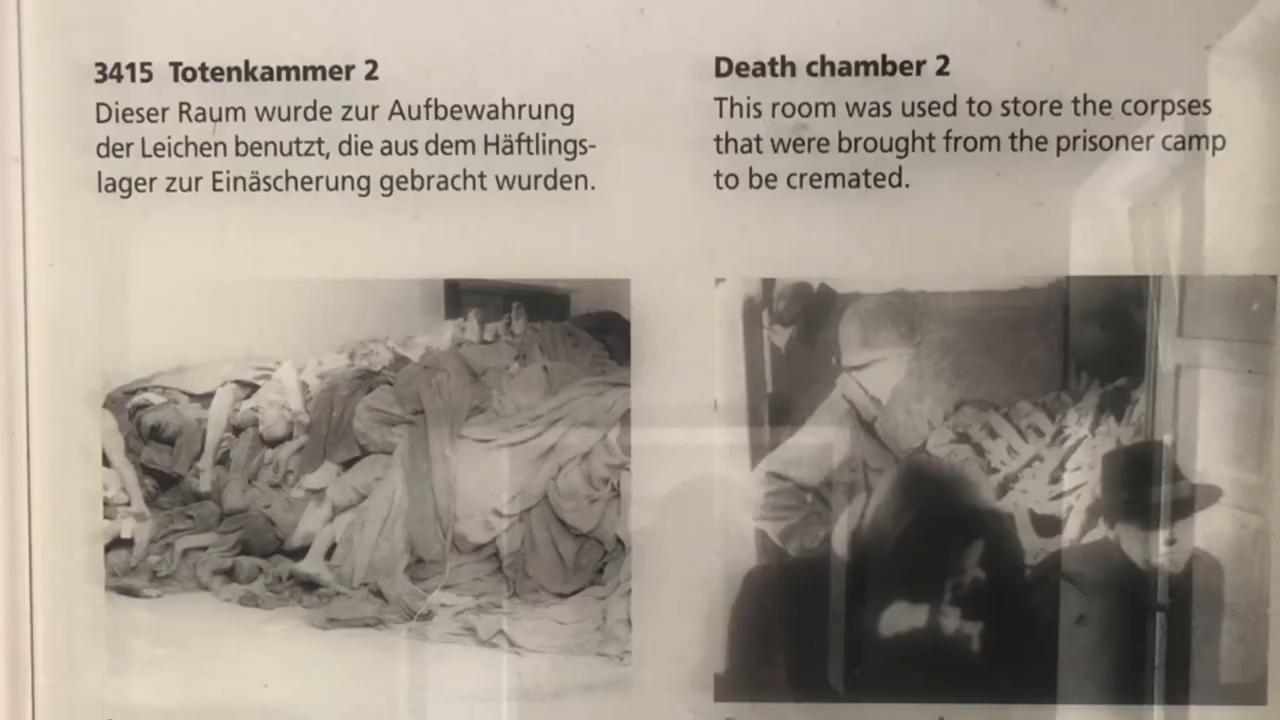 3415 Totenkammer 2
Dieser Raum wurde zur Aufbewahrung
der Leichen benutzt, die aus dem Häftlings-
lager zur Einäscherung gebracht wurden.
Death chamber 2
This room was used to store the corpses
that were brought from the prisoner camp
to be cremated.